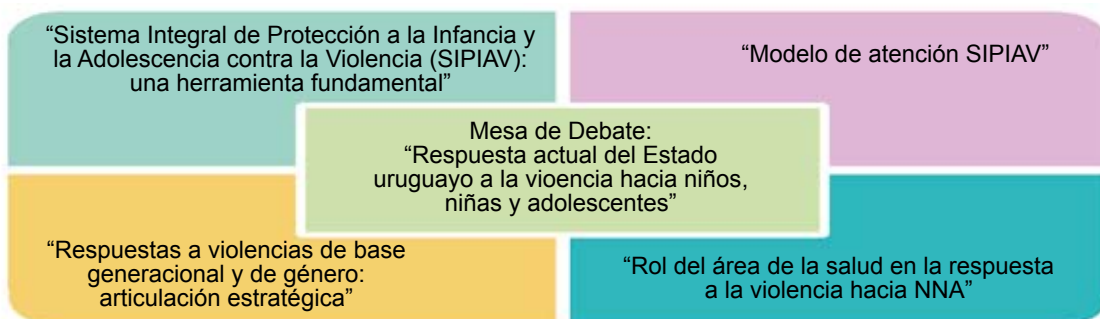 “Sistema Integral de Protección a la Infancia y
la Adolescencia contra la Violencia (SIPIAV):
una herramienta fundamental”
“Modelo de atención SIPIAV”
Mesa de Debate:
“Respuesta actual del Estado
uruguayo a la vioencia hacia niños,
niñas y adolescentes”
“Respuestas a violencias de base
generacional y de género:
articulación estratégica”
“Rol del área de la salud en la respuesta
a la violencia hacia NNA”